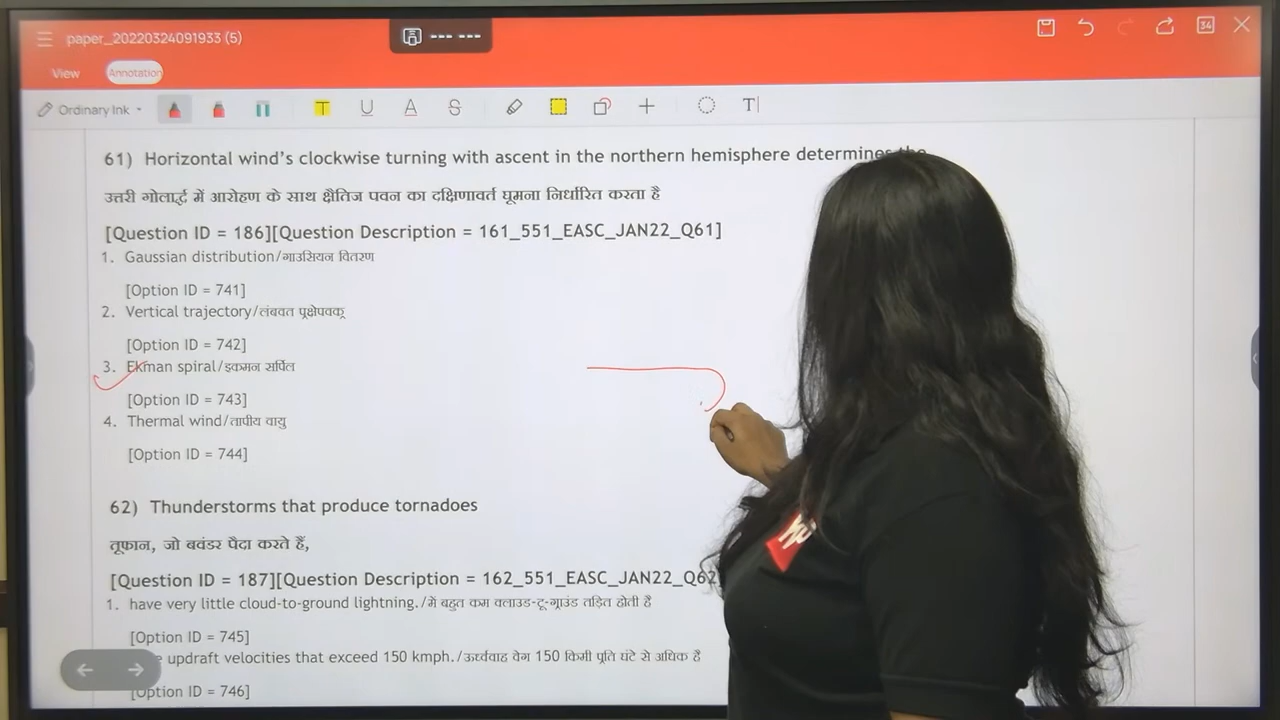 paper_20220324091933 (5)
34
View
Annotation
Ordinary Ink
61) Horizontal wind's clockwise turning with ascent in the northern hemisphere determines the
उत्तरी गोलार्द्ध में आरोहण के साथ क्षैतिज पवन का दक्षिणावर्त घूमना निर्धारित करता है
[Question ID = 186][Question Description = 161_551_EASC_JAN22_Q61]
1. Gaussian distribution/गाउसियन वितरण
[Option ID = 741]
2. Vertical trajectory/लंबवत
[Option ID = 742]
3. Ekman spiral/इकमन सर्पिल
[Option ID = 743]
4. Thermal wind/तापीय वायु
[Option ID = 744]
62) Thunderstorms that produce tornadoes
तूफान, जो बवंडर पैदा करते हैं,
[Question ID = 187][Question Description = 162_551_EASC_JAN22_Q62
1. have very little cloud-to-ground lightning./में बहुत कम क्लाउड-टू-ग्राउंड तड़ित होती है
[Option ID = 745]
updraft velocities that exceed 150 kmph./ऊर्ध्ववाह वेग 150 किमी प्रति घंटे से अधिक है
[Option ID = 746]